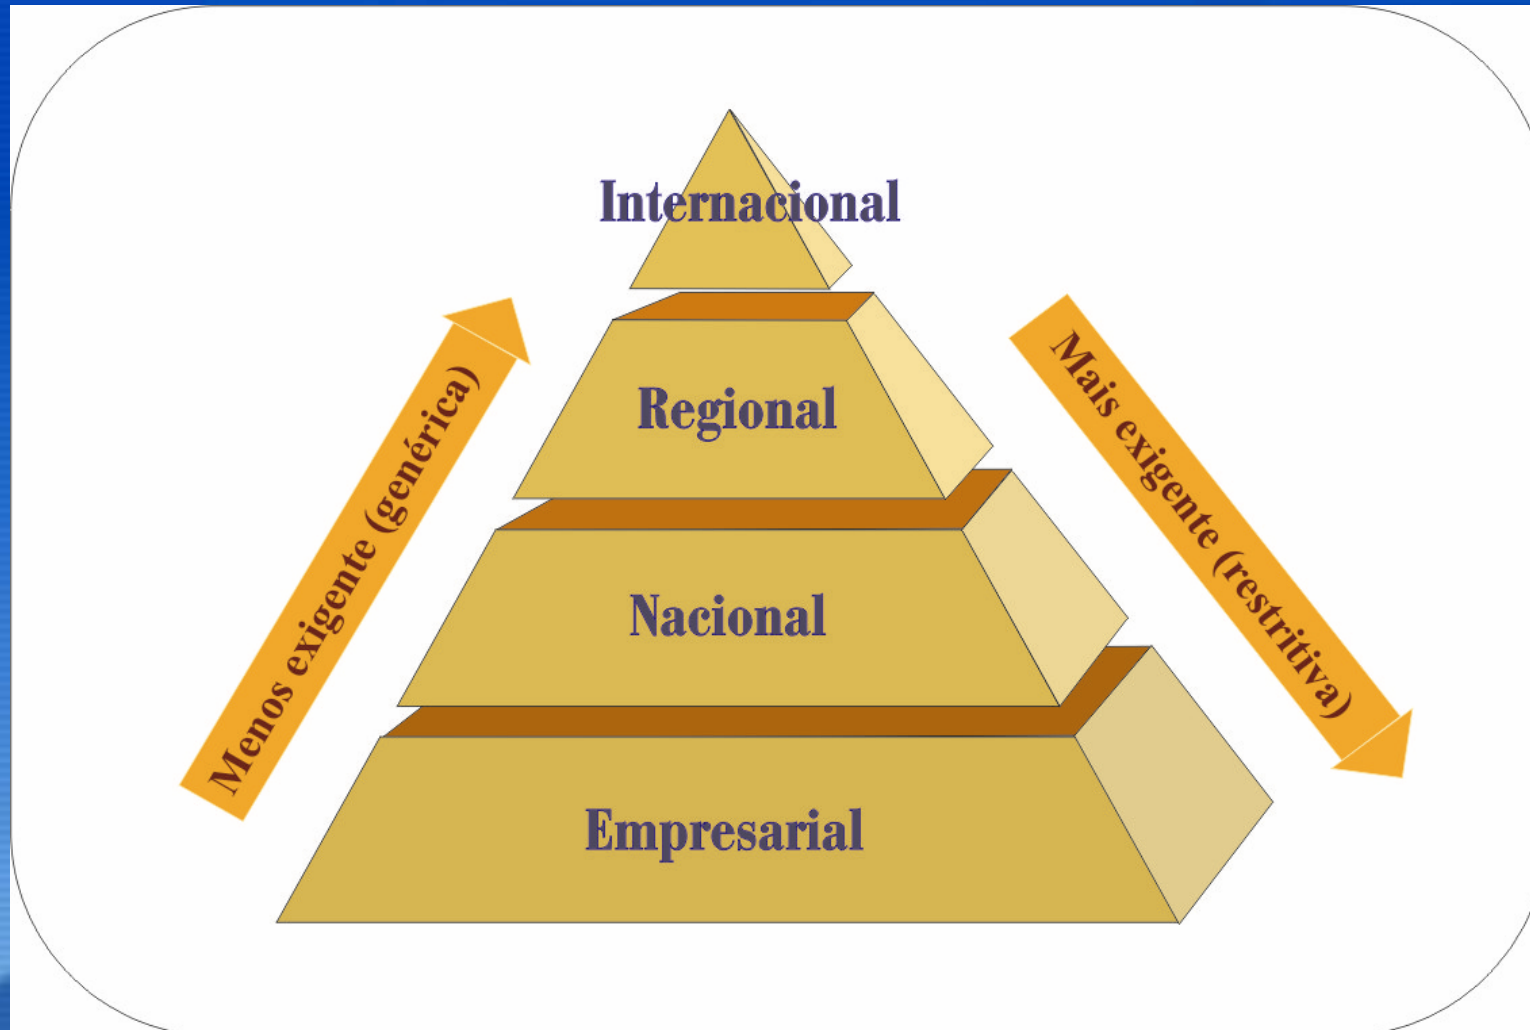 Internacional
Regional
Nacional
Empresarial
Menos exigente (genérica)
Mais exigente (restritiva)